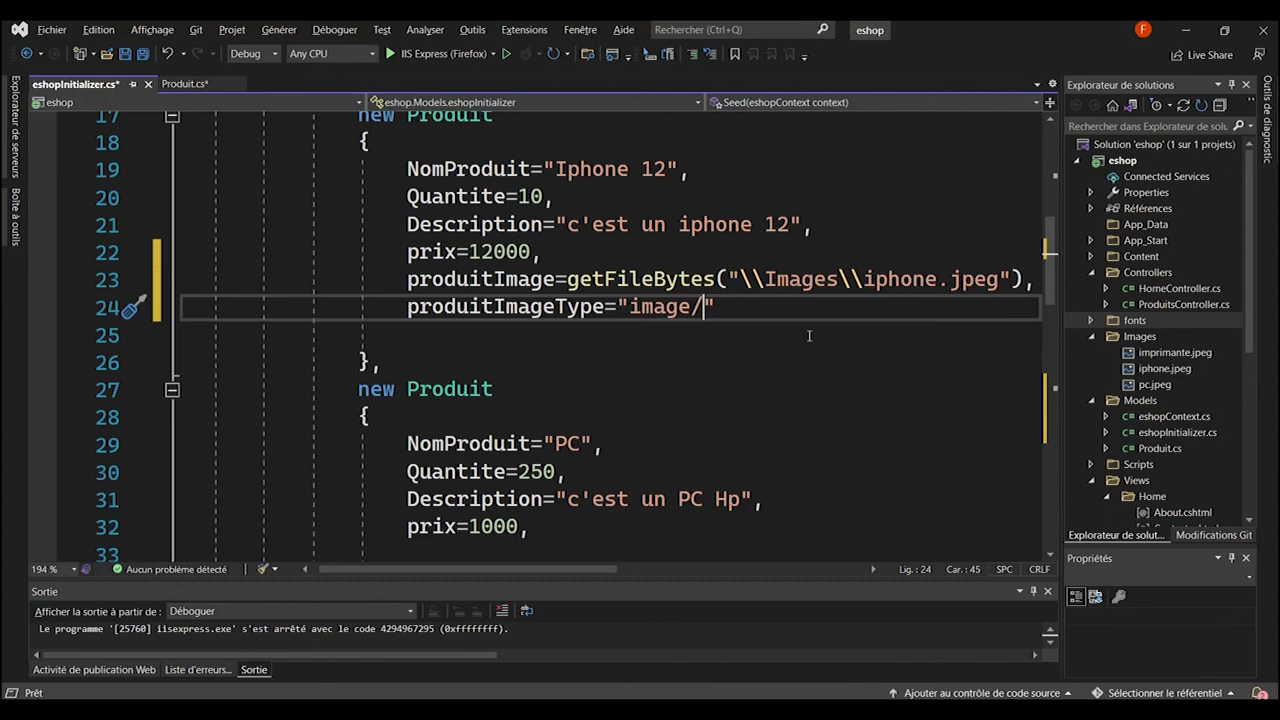 Fichier Edition Affichage Git Projet Générer Déboguer Test Analyser Outils Extensions Fenêtre Aide Rechercher (Ctrl+Q) eshop F
Debug Any CPU IIS Express (Firefox) Live Share
eshopInitializer.cs* Produit.cs*
eshop eshop.Models.eshopInitializer Seed(eshopContext context)
Explorateur de serveurs
Boîte à outils
17 new Produit
18 {
19 NomProduit="Iphone 12",
20 Quantite=10,
21 Description="c'est un iphone 12",
22 prix=12000,
23 produitImage=getFileBytes("\\Images\\iphone.jpeg"),
24 produitImageType="image/"
25
26 },
27 new Produit
28 {
29 NomProduit="PC",
30 Quantite=250,
31 Description="c'est un PC Hp",
32 prix=1000,
33
194 % Aucun problème détecté Lig. : 24 Car. : 45 SPC CRLF
Sortie
Afficher la sortie à partir de : Déboguer
Le programme '[25760] iisexpress.exe' s'est arrêté avec le code 4294967295 (0xffffffff).
Activité de publication Web Liste d'erreurs... Sortie
Explorateur de solutions
Rechercher dans Explorateur de solu
Solution 'eshop' (1 sur 1 projets)
eshop
Connected Services
Properties
Références
App_Data
App_Start
Controllers
HomeController.cs
ProduitsController.cs
fonts
Images
imprimante.jpeg
iphone.jpeg
pc.jpeg
Models
eshopContext.cs
eshopInitializer.cs
Produit.cs
Scripts
Views
Home
About.cshtml
Explorateur de solut... Modifications Git
Propriétés
Outils de diagnostic
Prêt Ajouter au contrôle de code source Sélectionner le référentiel 2